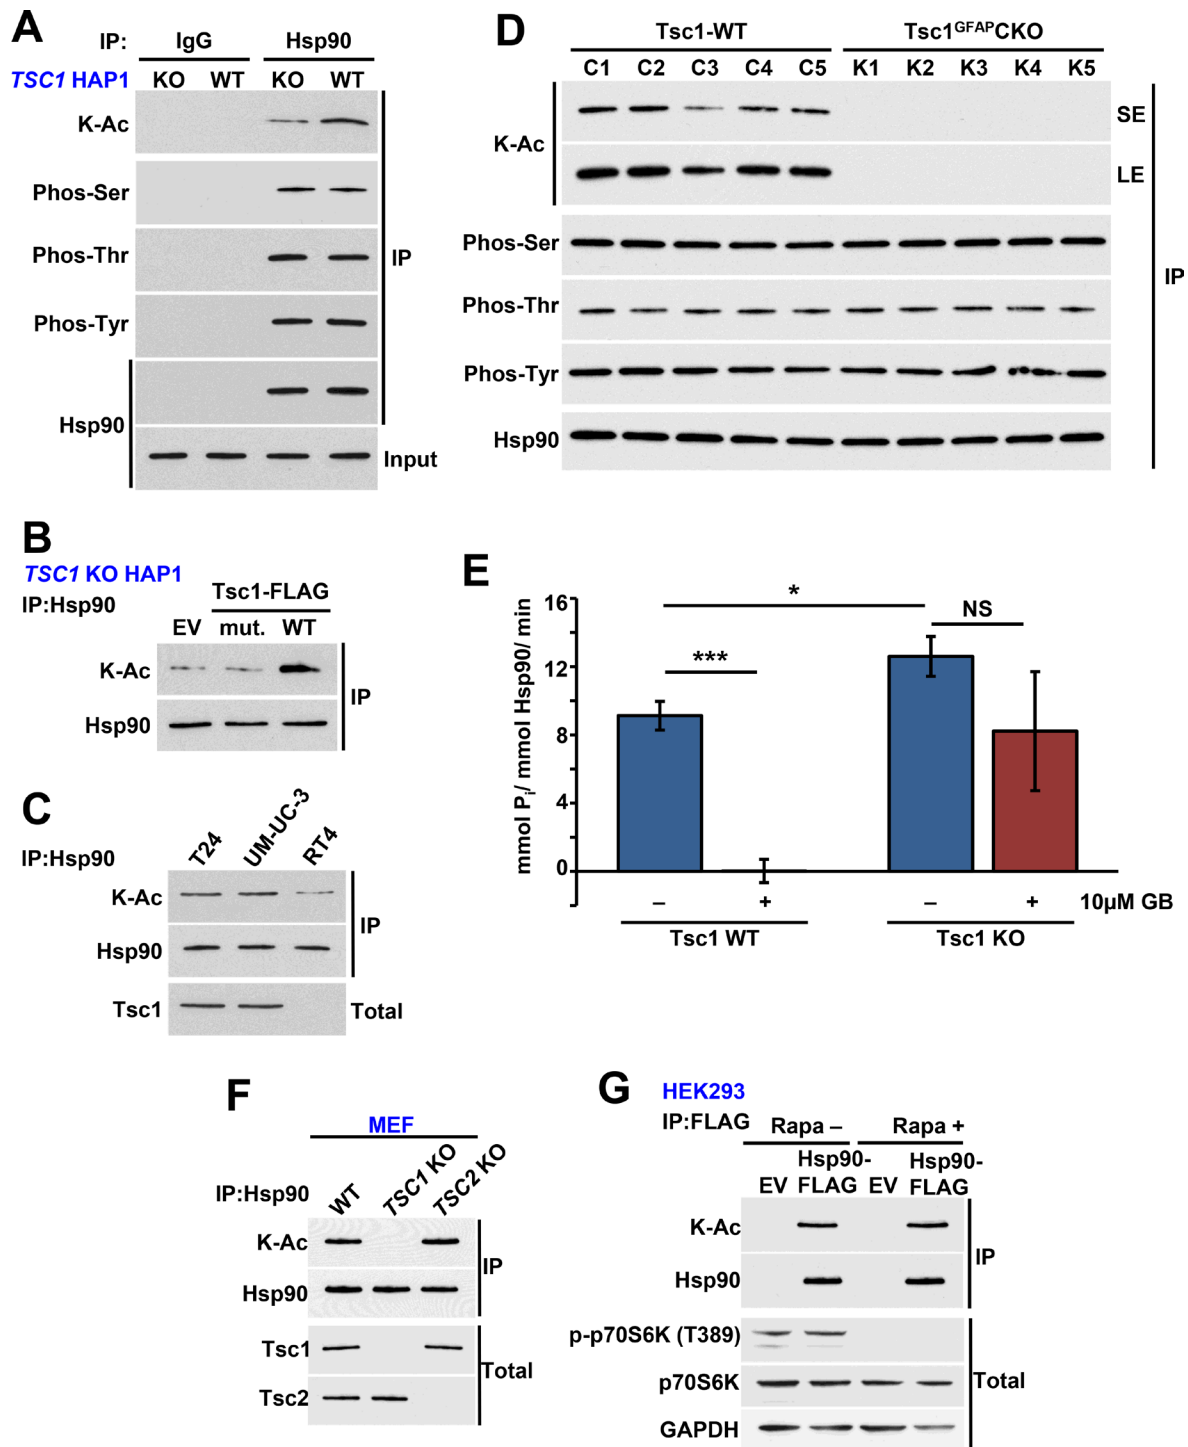 A
IP: IgG Hsp90
TSC1 HAP1 KO WT KO WT
K-Ac
Phos-Ser
Phos-Thr
Phos-Tyr
IP
Hsp90
Input
B
TSC1 KO HAP1
IP:Hsp90
Tsc1-FLAG
EV mut. WT
K-Ac
Hsp90
IP
C
IP:Hsp90
T24 UM-UC-3 RT4
K-Ac
Hsp90
IP
Tsc1
Total
D
Tsc1-WT Tsc1GFAPCKO
C1 C2 C3 C4 C5 K1 K2 K3 K4 K5
K-Ac
SE
LE
Phos-Ser
Phos-Thr
Phos-Tyr
Hsp90
IP
E
mmol Pi/ mmol Hsp90/ min
16
12
8
4
0
*
***
NS
– + – + 10µM GB
Tsc1 WT Tsc1 KO
F
MEF
IP:Hsp90
WT TSC1 KO TSC2 KO
K-Ac
Hsp90
IP
Tsc1
Tsc2
Total
G
HEK293
IP:FLAG
Rapa – Rapa +
Hsp90- Hsp90-
EV FLAG EV FLAG
K-Ac
Hsp90
IP
p-p70S6K (T389)
p70S6K
GAPDH
Total